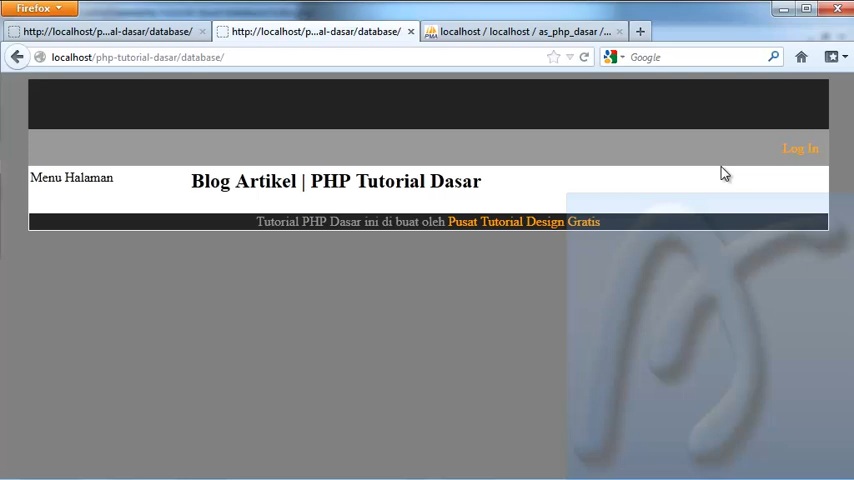 Firefox
http://localhost/p...al-dasar/database/
http://localhost/p...al-dasar/database/
localhost / localhost / as_php_dasar /...
localhost/php-tutorial-dasar/database/
Google
Log In
Menu Halaman
Blog Artikel | PHP Tutorial Dasar
Tutorial PHP Dasar ini di buat oleh Pusat Tutorial Design Gratis